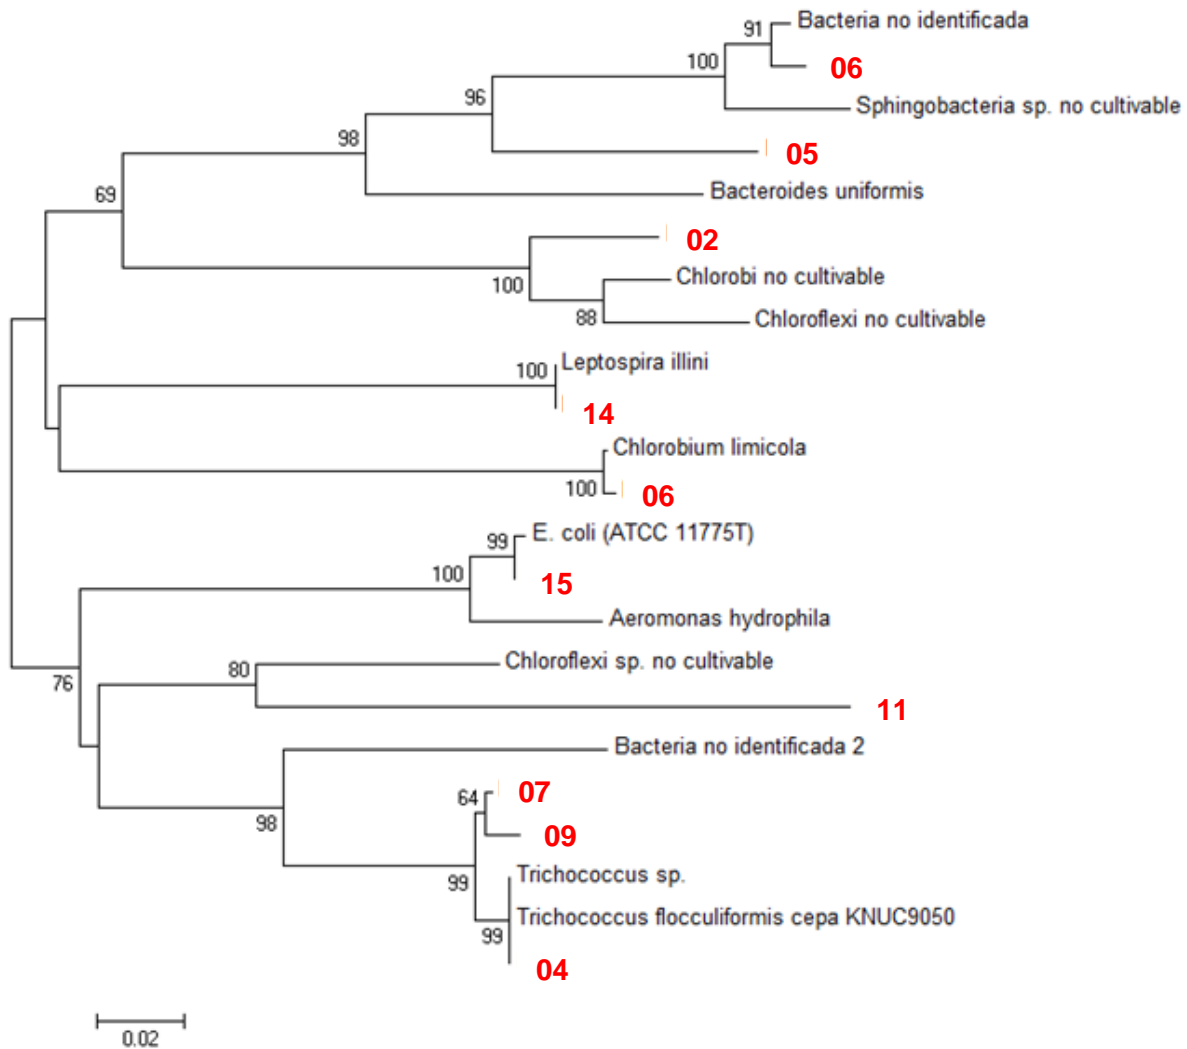 Bacteria no identificada
91
06
100
Sphingobacteria sp. no cultivable
96
05
98
Bacteroides uniformis
69
02
Chlorobi no cultivable
100
Chloroflexi no cultivable
88
Leptospira illini
100
14
Chlorobium limicola
100
06
E. coli (ATCC 11775T)
99
100
15
Aeromonas hydrophila
Chloroflexi sp. no cultivable
80
76
11
Bacteria no identificada 2
07
64
98
09
Trichococcus sp.
99
Trichococcus flocculiformis cepa KNUC9050
99
04
0.02